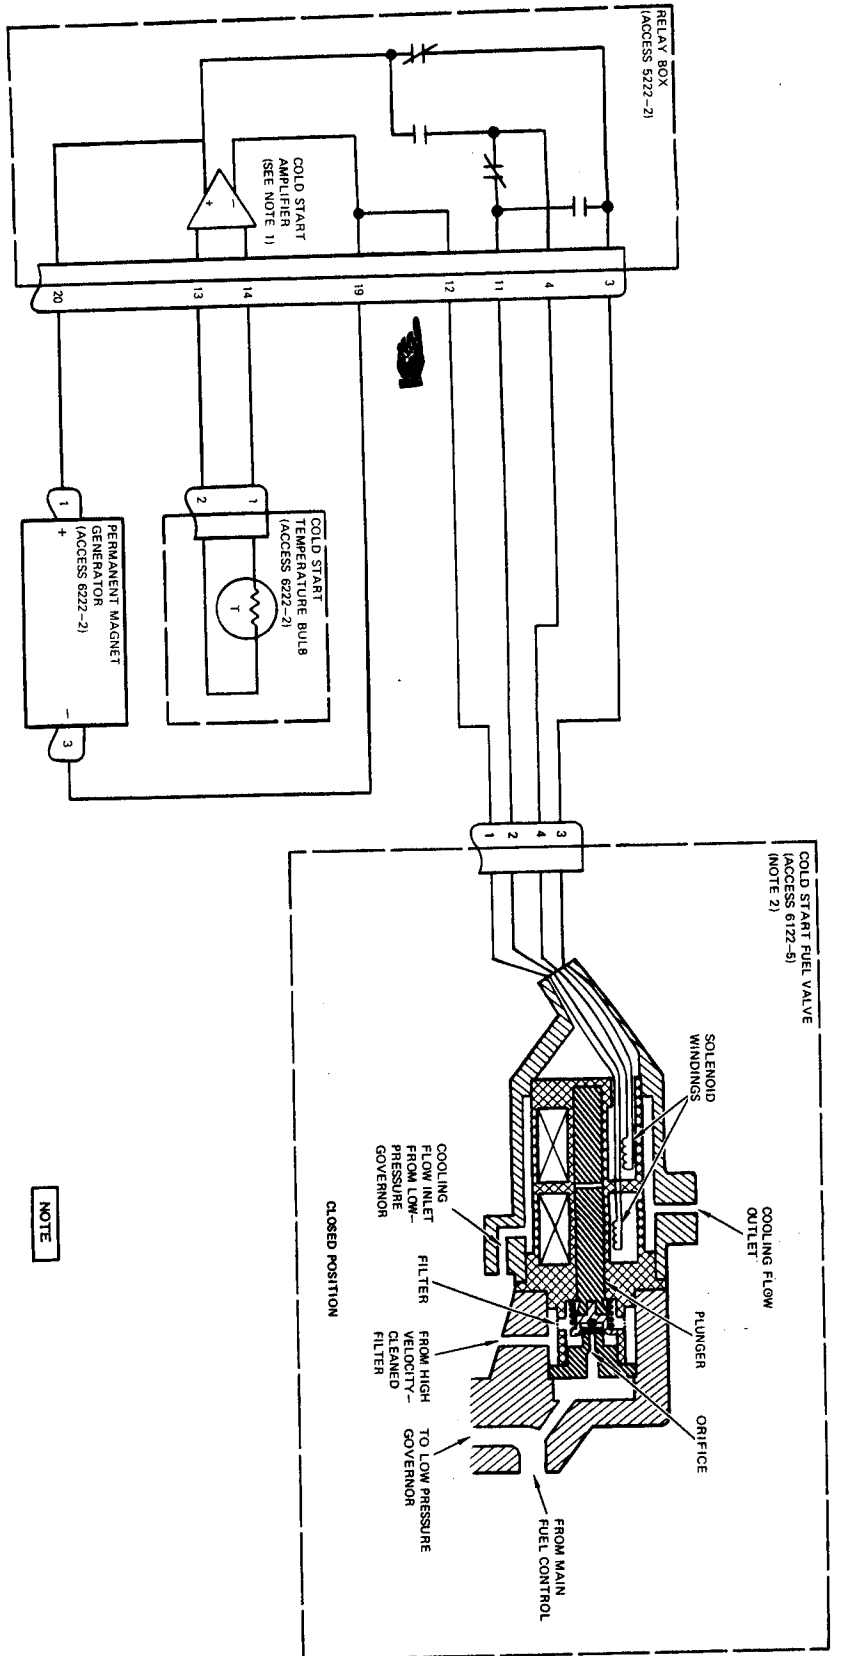 RELAY BOX
(ACCESS 5222-2)
COLD START
AMPLIFIER
(SEE NOTE 1)
+
−
3
4
11
12
19
14
13
20
1
2
COLD START
TEMPERATURE BULB
(ACCESS 6222-2)
T
1
+
PERMANENT MAGNET
GENERATOR
(ACCESS 6222-2)
−
3
3
4
2
1
COLD START FUEL VALVE
(ACCESS 6122-5)
(NOTE 2)
SOLENOID
WINDINGS
COOLING FLOW
OUTLET
PLUNGER
ORIFICE
FROM MAIN
FUEL CONTROL
COOLING
FLOW INLET
FROM LOW-
PRESSURE
GOVERNOR
FILTER
FROM HIGH
VELOCITY-
CLEANED
FILTER
TO LOW PRESSURE
GOVERNOR
CLOSED POSITION
NOTE